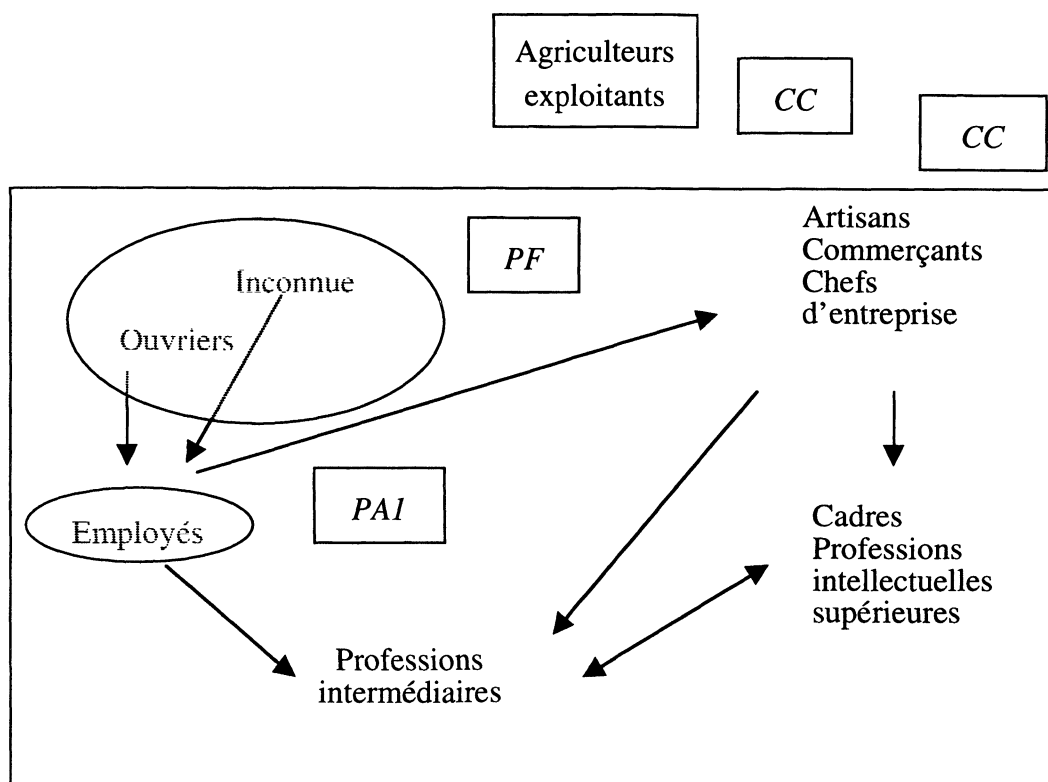 Agriculteurs
exploitants
CC
CC
Artisans
Commerçants
Chefs
d'entreprise
PF
Inconnue
Ouvriers
Employés
PA1
Cadres
Professions
intellectuelles
supérieures
Professions
intermédiaires